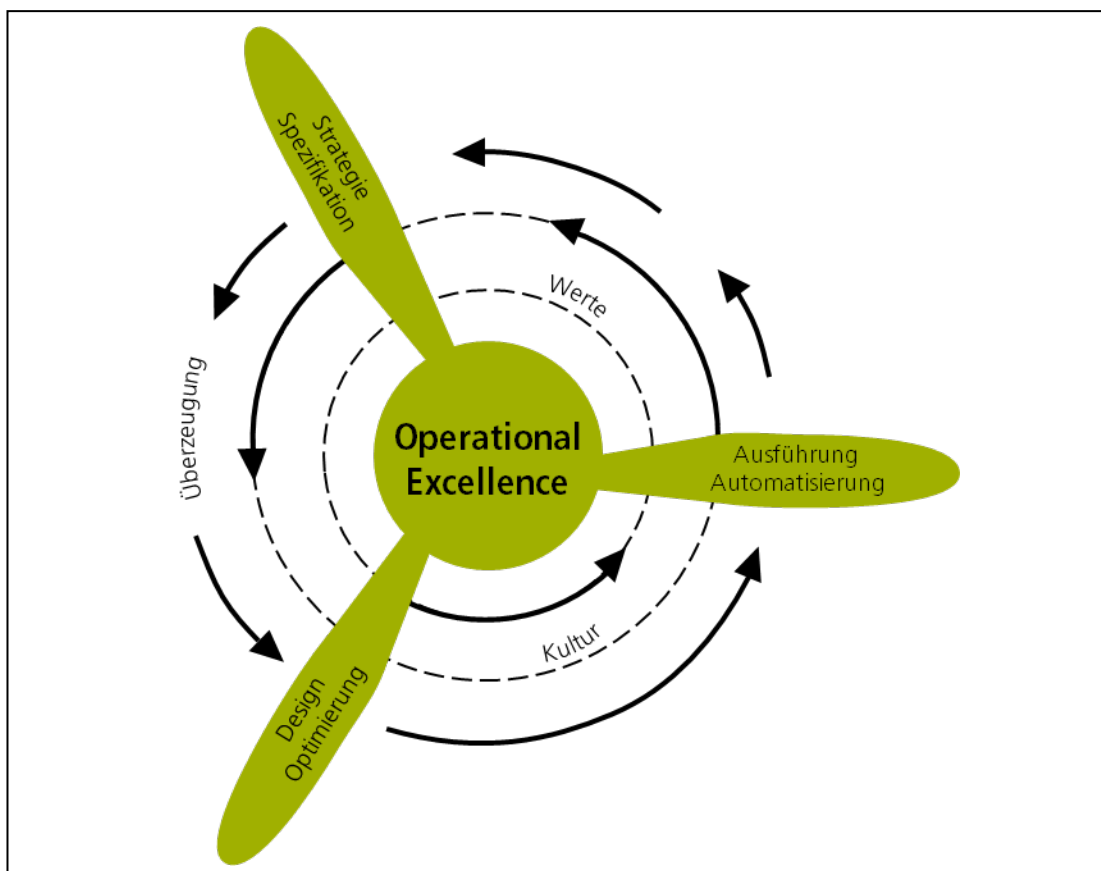 Strategie
Spezifikation
Werte
Überzeugung
Operational
Excellence
Ausführung
Automatisierung
Kultur
Design
Optimierung